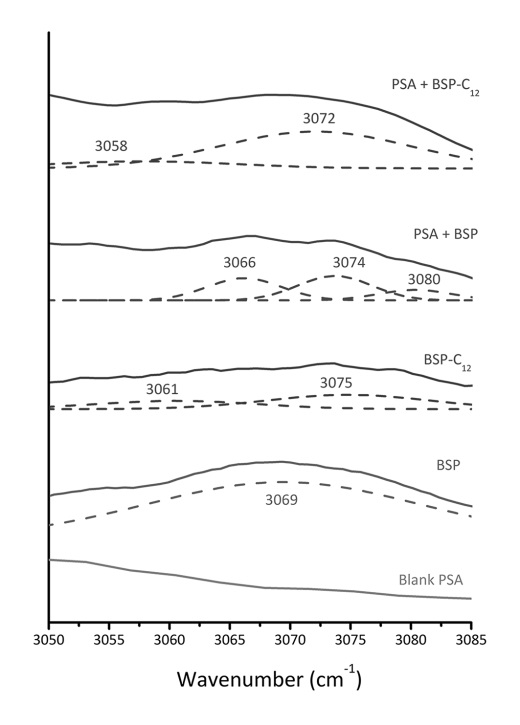 PSA + BSP-C₁₂
3072
3058
PSA + BSP
3066
3074
3080
BSP-C₁₂
3061
3075
BSP
3069
Blank PSA
3050 3055 3060 3065 3070 3075 3080 3085
Wavenumber (cm⁻¹)